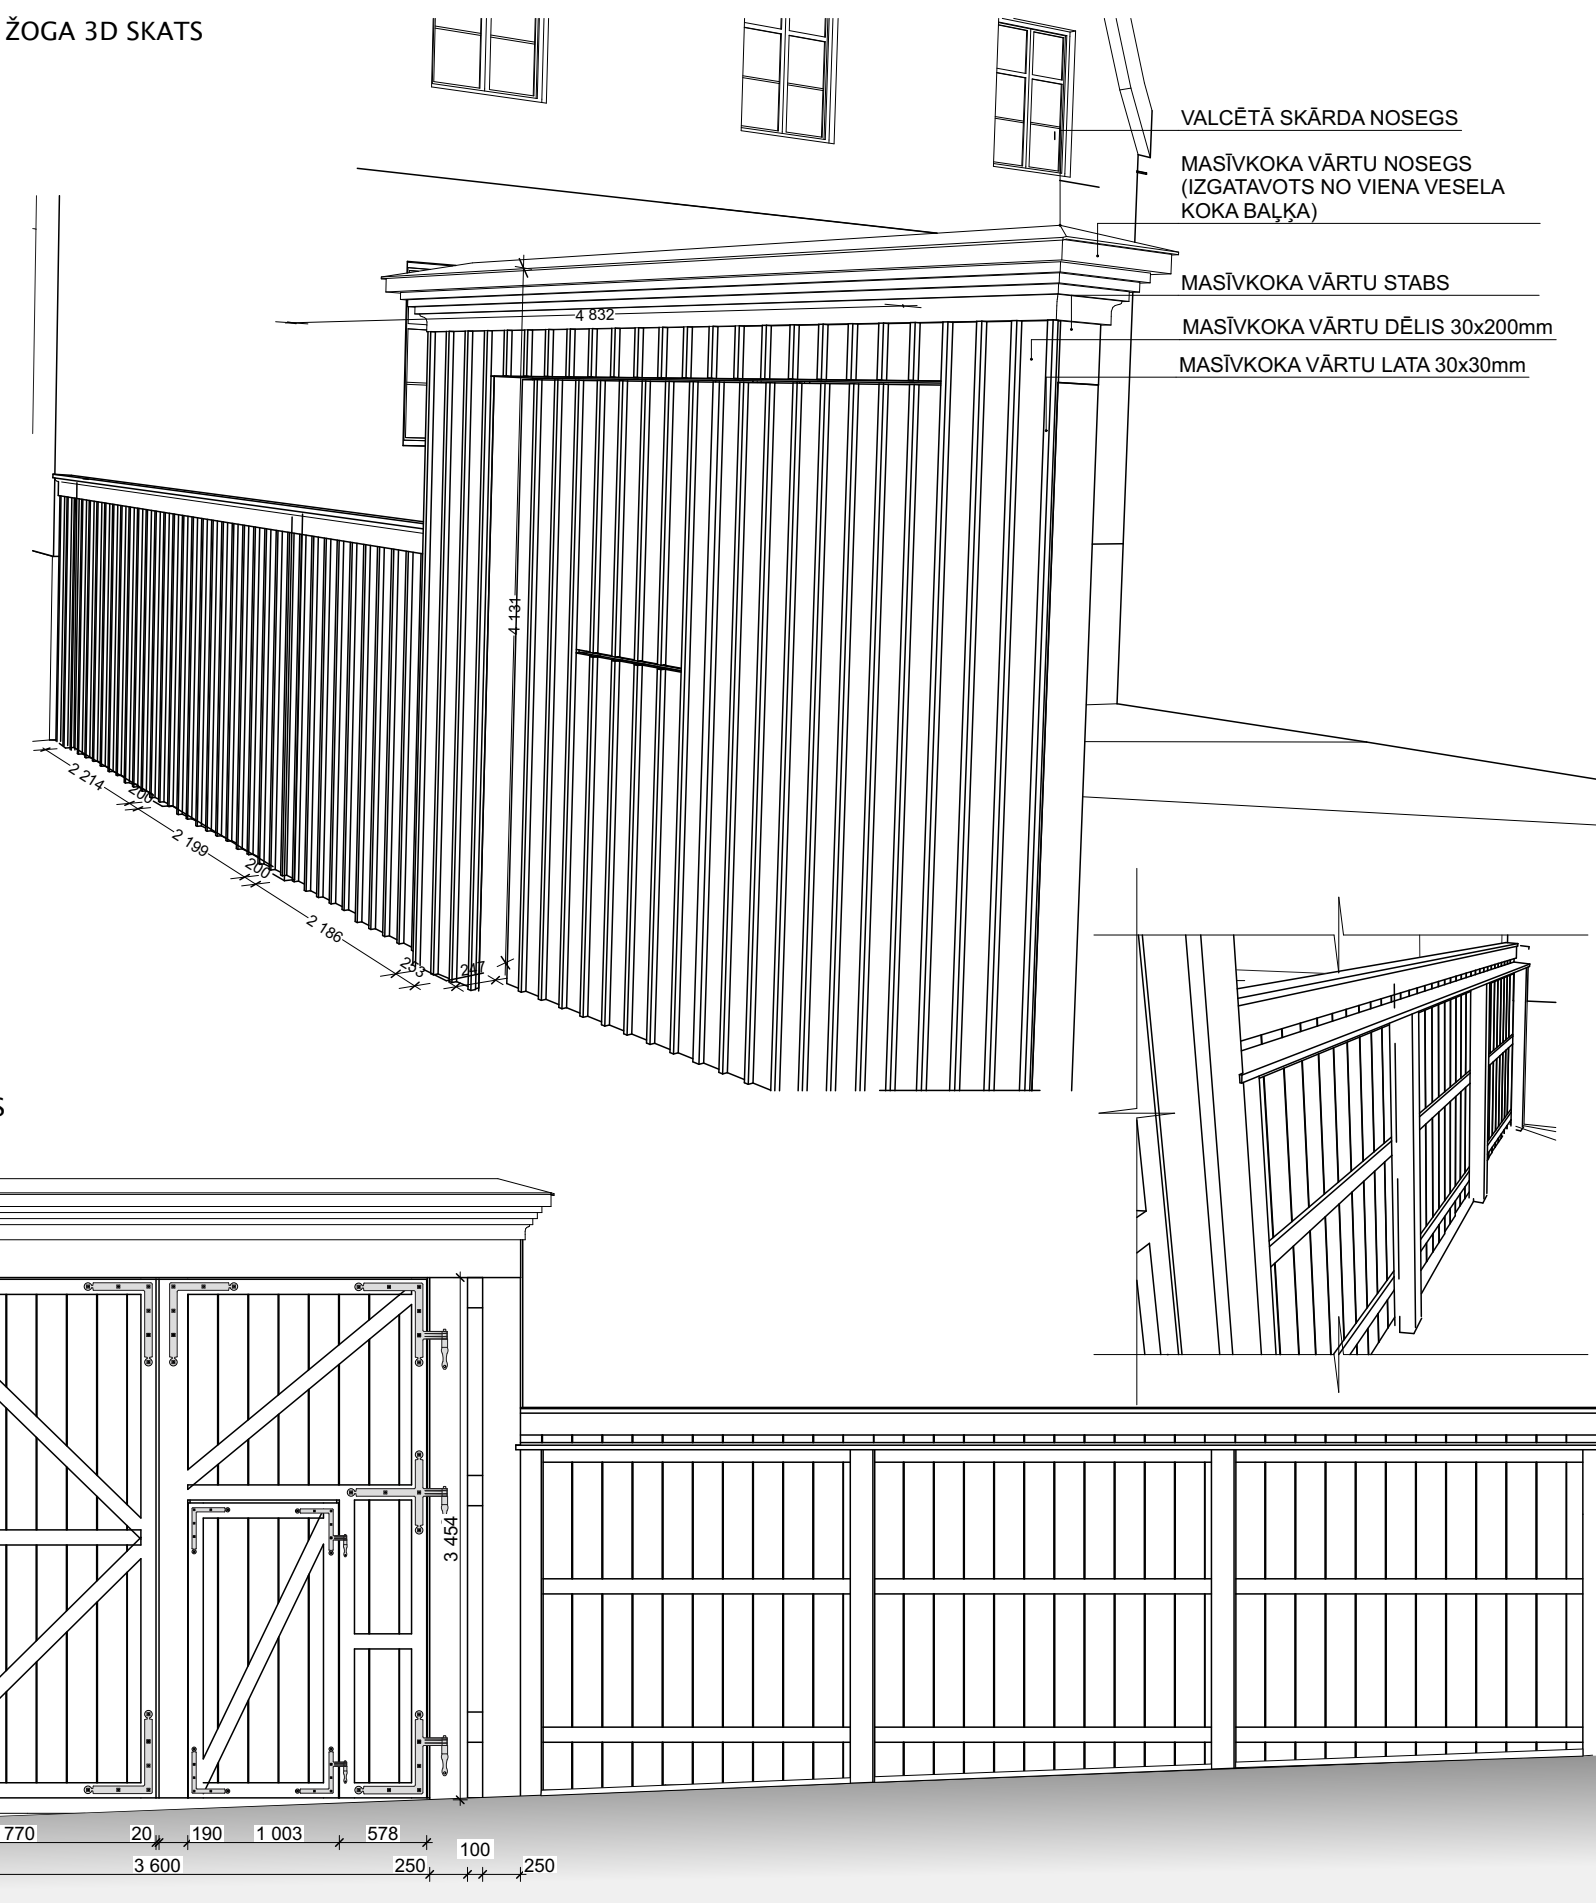 ŽOGA 3D SKATS
VALCĒTĀ SKĀRDA NOSEGS
MASĪVKOKA VĀRTU NOSEGS
(IZGATAVOTS NO VIENA VESELA
KOKA BAĻĶA)
MASĪVKOKA VĀRTU STABS
MASĪVKOKA VĀRTU DĒLIS 30x200mm
MASĪVKOKA VĀRTU LATA 30x30mm
4 832
4 131
2 214
200
2 199
200
2 186
253
247
S
3 454
770
20
190
1 003
578
100
3 600
250
250